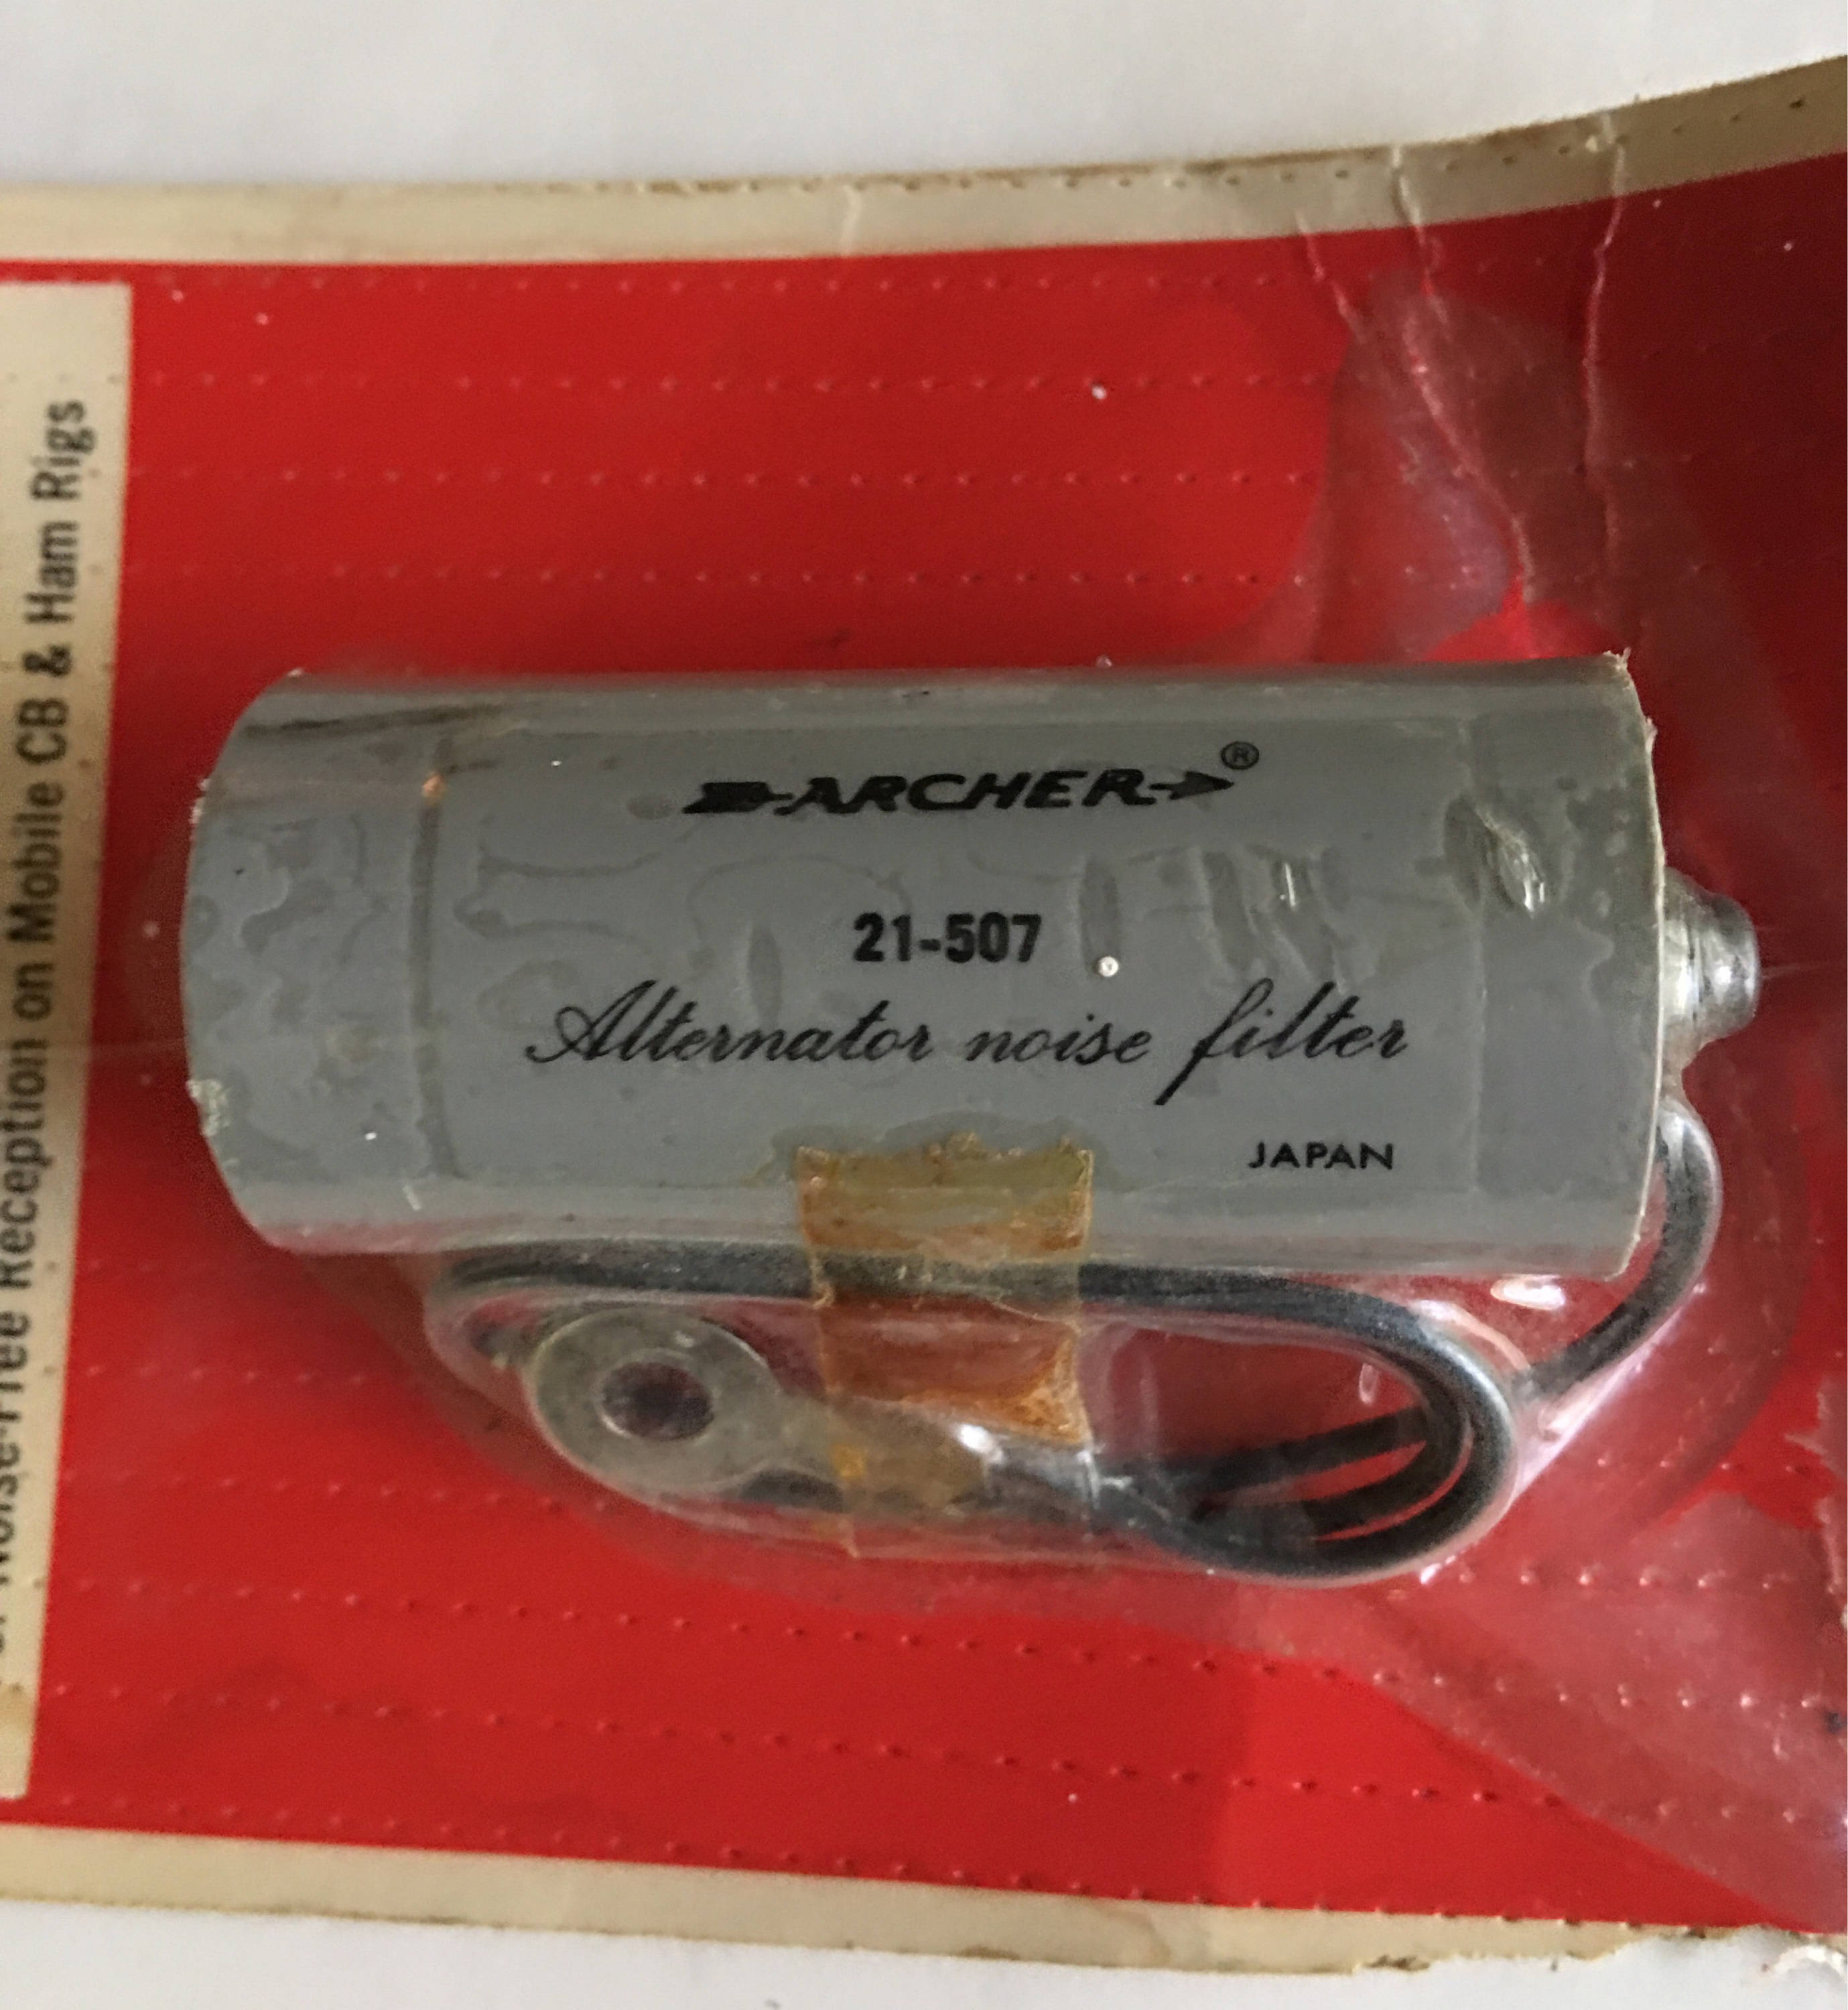 ARCHER®
21-507
Alternator noise filter
JAPAN
Noise-Free Reception on Mobile CB & Ham Rigs